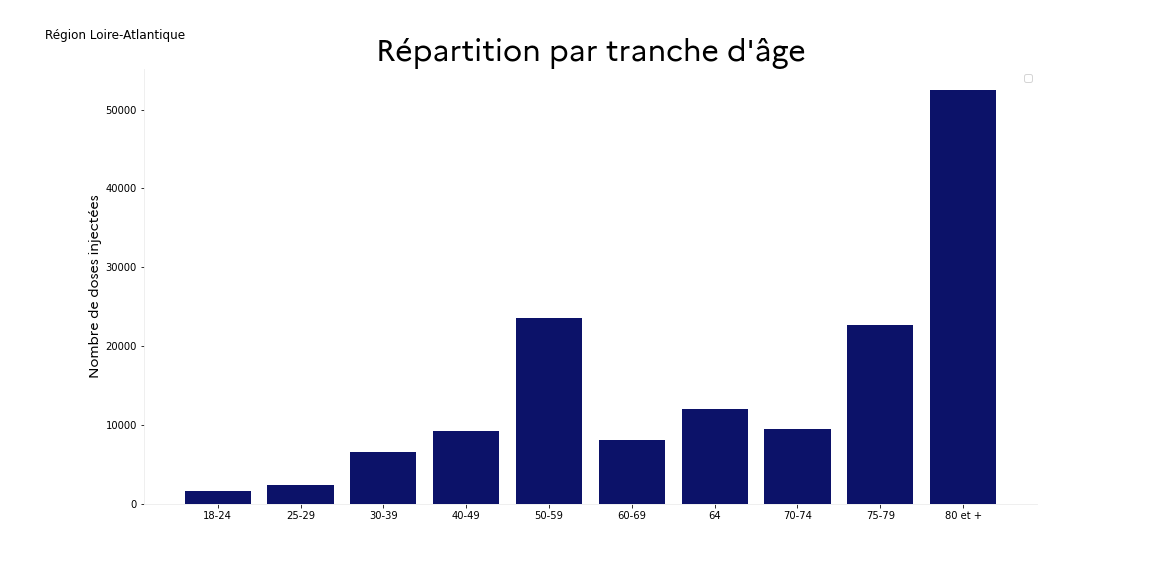 Région Loire-Atlantique
Répartition par tranche d'âge
Nombre de doses injectées
50000
40000
30000
20000
10000
0
18-24 25-29 30-39 40-49 50-59 60-69 64 70-74 75-79 80 et +